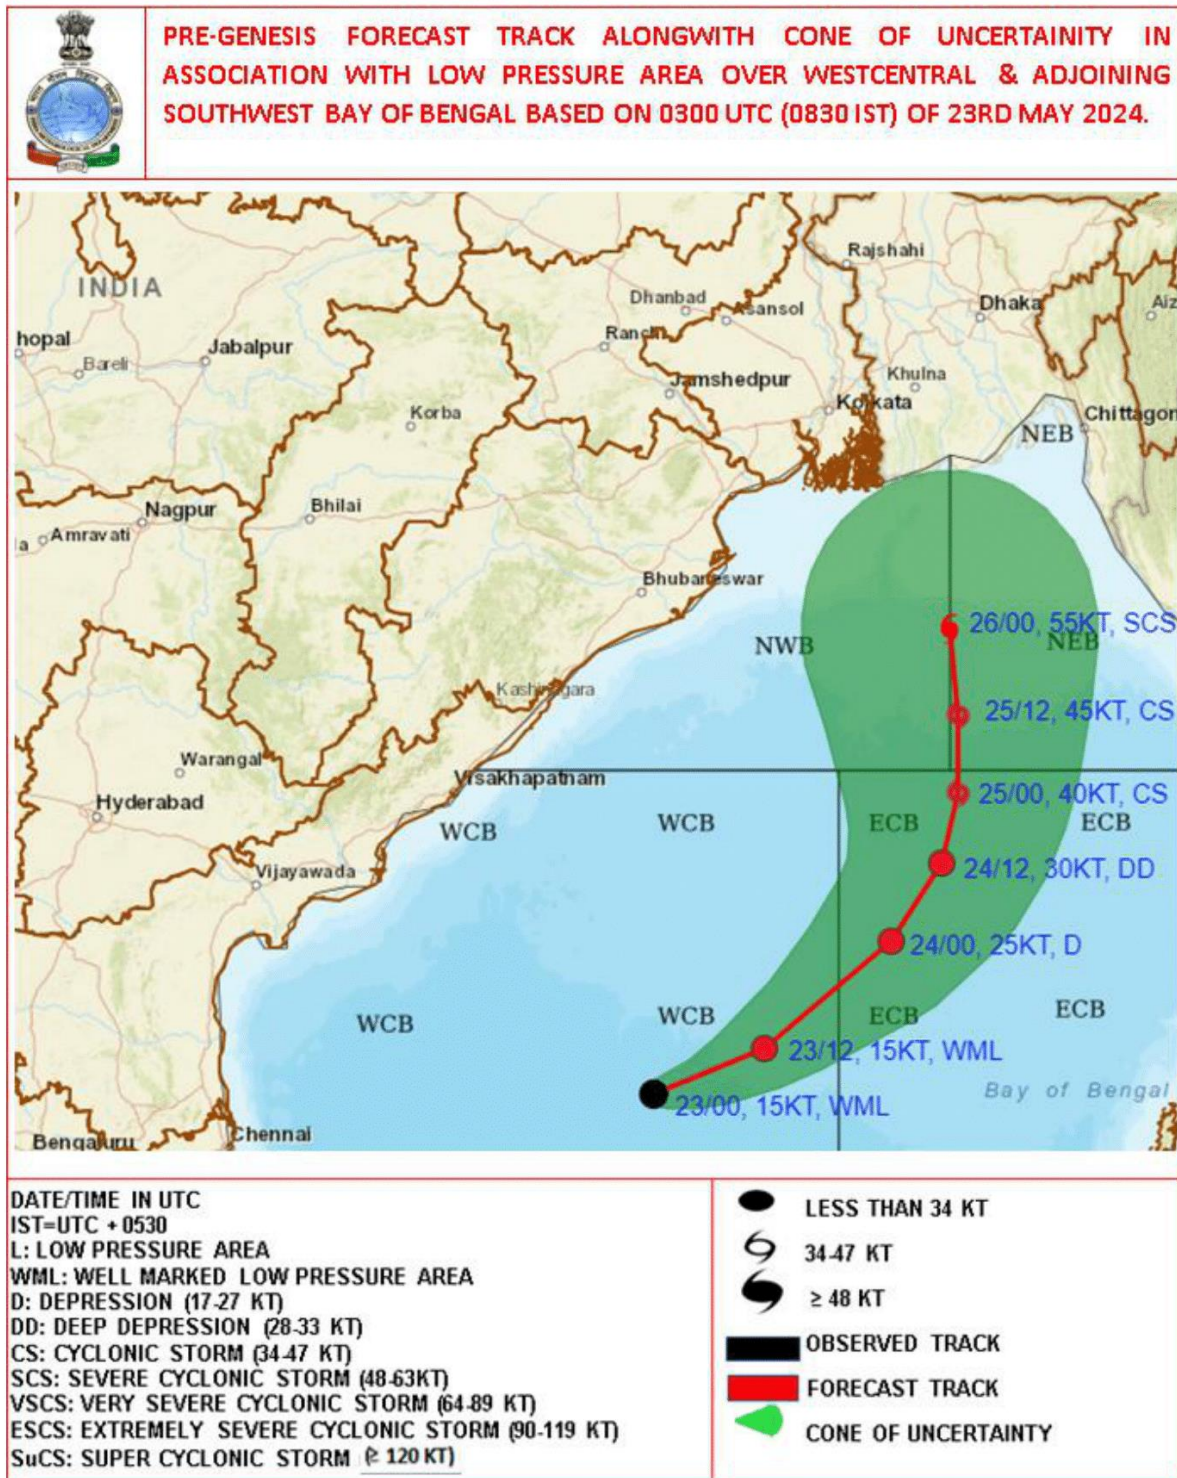 PRE-GENESIS FORECAST TRACK ALONGWITH CONE OF UNCERTAINITY IN
ASSOCIATION WITH LOW PRESSURE AREA OVER WESTCENTRAL & ADJOINING
SOUTHWEST BAY OF BENGAL BASED ON 0300 UTC (0830 IST) OF 23RD MAY 2024.
Rajshahi
INDIA
Dhanbad
Dhaka
Aiz
Asansol
hopal
Ranchi
Jabalpur
Bareli
Khulna
Jamshedpur
Kolkata
Korba
Chittagon
NEB
Nagpur
Bhilai
Amravati
la
Bhubaneswar
26/00, 55KT, SCS
NWB
NEB
Kashinagara
25/12, 45KT, CS
Warangal
Visakhapatnam
25/00, 40KT, CS
Hyderabad
WCB
WCB
ECB
ECB
Vijayawada
24/12, 30KT, DD
24/00, 25KT, D
WCB
WCB
ECB
ECB
23/12, 15KT, WML
Bay of Bengal
23/00, 15KT, WML
Bengaluru
Chennai
DATE/TIME IN UTC
IST=UTC + 0530
L: LOW PRESSURE AREA
WML: WELL MARKED LOW PRESSURE AREA
D: DEPRESSION (17-27 KT)
DD: DEEP DEPRESSION (28-33 KT)
CS: CYCLONIC STORM (34-47 KT)
SCS: SEVERE CYCLONIC STORM (48-63KT)
VSCS: VERY SEVERE CYCLONIC STORM (64-89 KT)
ESCS: EXTREMELY SEVERE CYCLONIC STORM (90-119 KT)
SuCS: SUPER CYCLONIC STORM (≥ 120 KT)
LESS THAN 34 KT
34-47 KT
≥ 48 KT
OBSERVED TRACK
FORECAST TRACK
CONE OF UNCERTAINTY